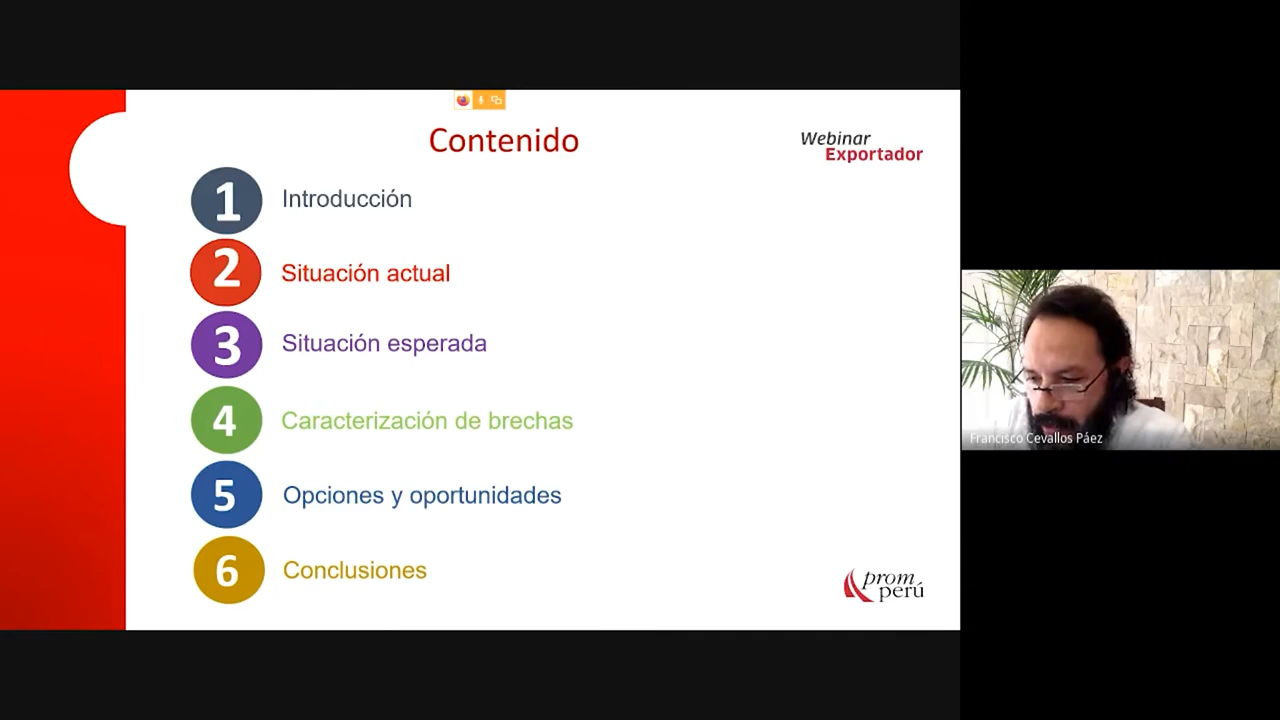 Contenido
Webinar
Exportador
1 Introducción
2 Situación actual
3 Situación esperada
4 Caracterización de brechas
5 Opciones y oportunidades
6 Conclusiones
prom
perú
Francisco Cevallos Páez